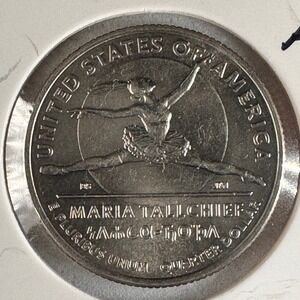 UNITED STATES OF AMERICA
MARIA TALLCHIEF
E PLURIBUS UNUM QUARTER DOLLAR